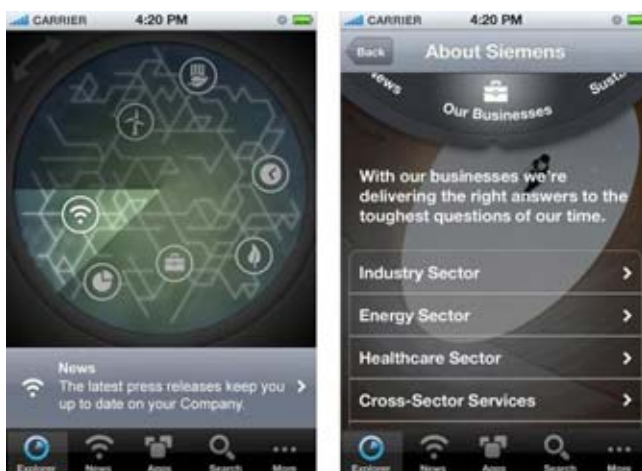 CARRIER 4:20 PM
News
The latest press releases keep you
up to date on your Company.
Explorer News Apps Search More
CARRIER 4:20 PM
Back About Siemens
News Our Businesses
With our businesses we're
delivering the right answers to the
toughest questions of our time.
Industry Sector
Energy Sector
Healthcare Sector
Cross-Sector Services
Explorer News Apps Search More